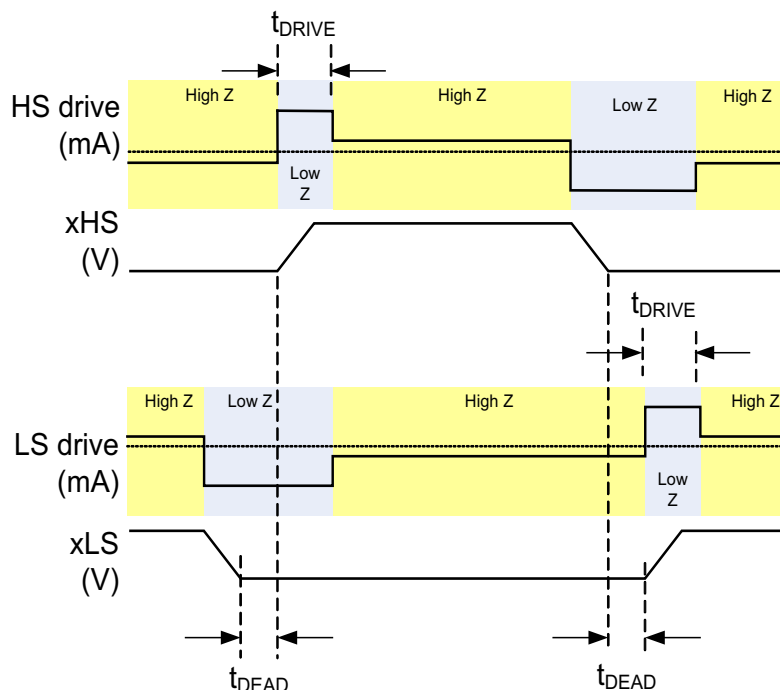 tDRIVE
High Z
High Z
Low Z
High Z
HS drive
(mA)
Low
Z
xHS
(V)
tDRIVE
High Z
Low Z
High Z
High Z
LS drive
(mA)
Low
Z
xLS
(V)
tDEAD
tDEAD